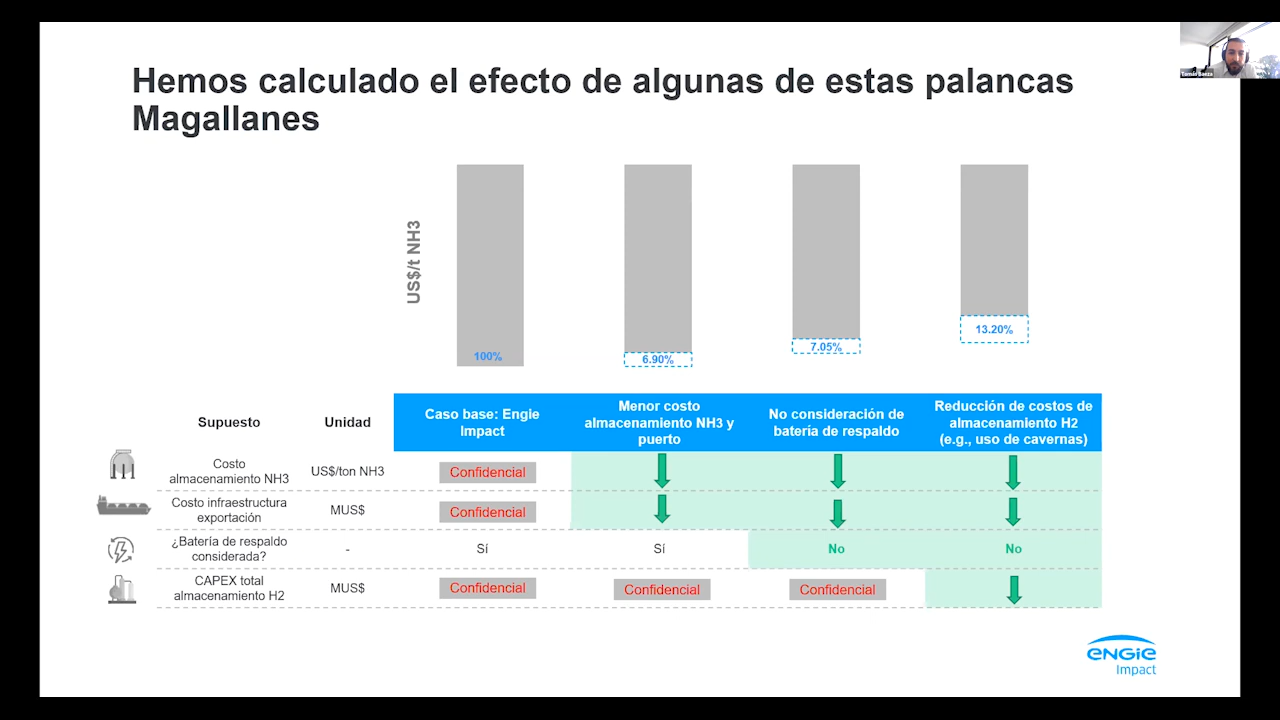 Hemos calculado el efecto de algunas de estas palancas
Magallanes
Tomás Baeza
US$/t NH3
100%
6.90%
7.05%
13.20%
Supuesto
Unidad
Caso base: Engie
Impact
Menor costo
almacenamiento NH3 y
puerto
No consideración de
batería de respaldo
Reducción de costos de
almacenamiento H2
(e.g., uso de cavernas)
Costo
almacenamiento NH3
US$/ton NH3
Confidencial
Costo infraestructura
exportación
MUS$
Confidencial
¿Batería de respaldo
considerada?
-
Sí
Sí
No
No
CAPEX total
almacenamiento H2
MUS$
Confidencial
Confidencial
Confidencial
ENGIE
Impact